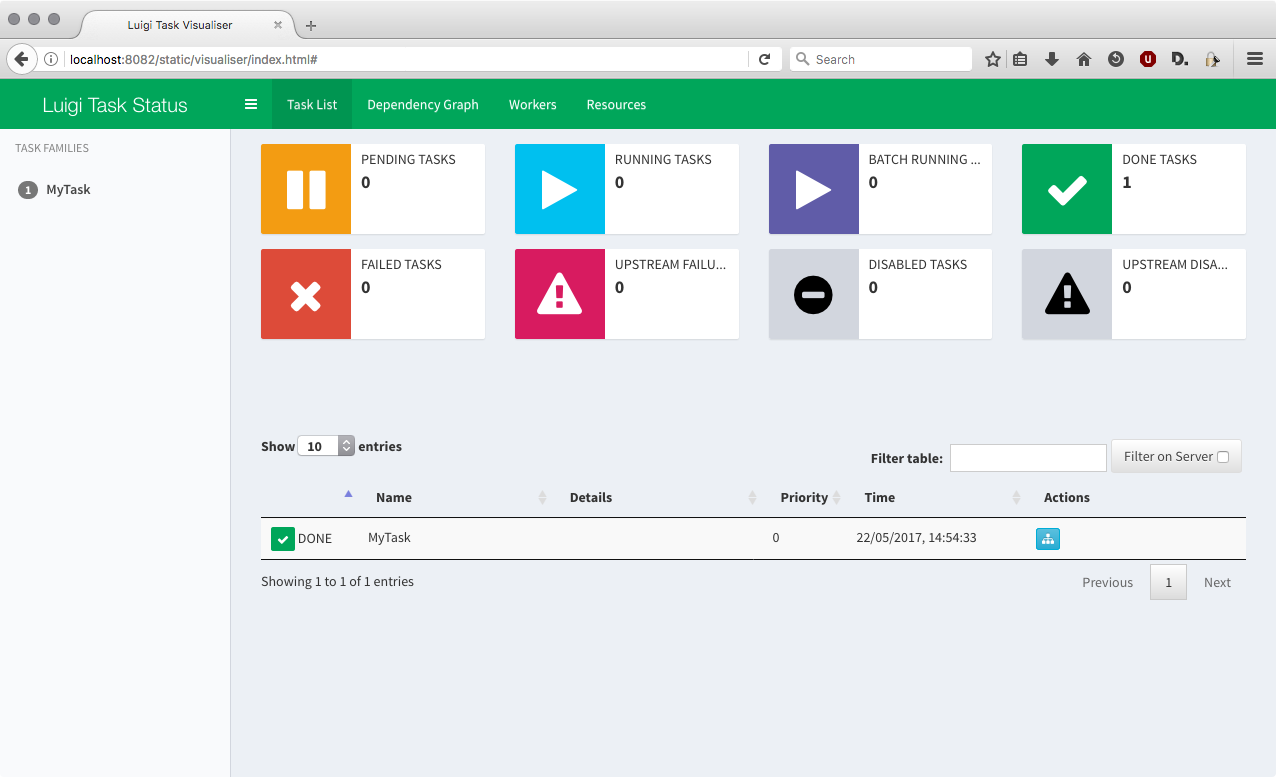 Luigi Task Visualiser
localhost:8082/static/visualiser/index.html#
Search
Luigi Task Status
Task List
Dependency Graph
Workers
Resources
TASK FAMILIES
1 MyTask
PENDING TASKS
0
RUNNING TASKS
0
BATCH RUNNING ...
0
DONE TASKS
1
FAILED TASKS
0
UPSTREAM FAILU...
0
DISABLED TASKS
0
UPSTREAM DISA...
0
Show 10 entries
Filter table:
Filter on Server
Name Details Priority Time Actions
DONE MyTask 0 22/05/2017, 14:54:33
Showing 1 to 1 of 1 entries
Previous 1 Next